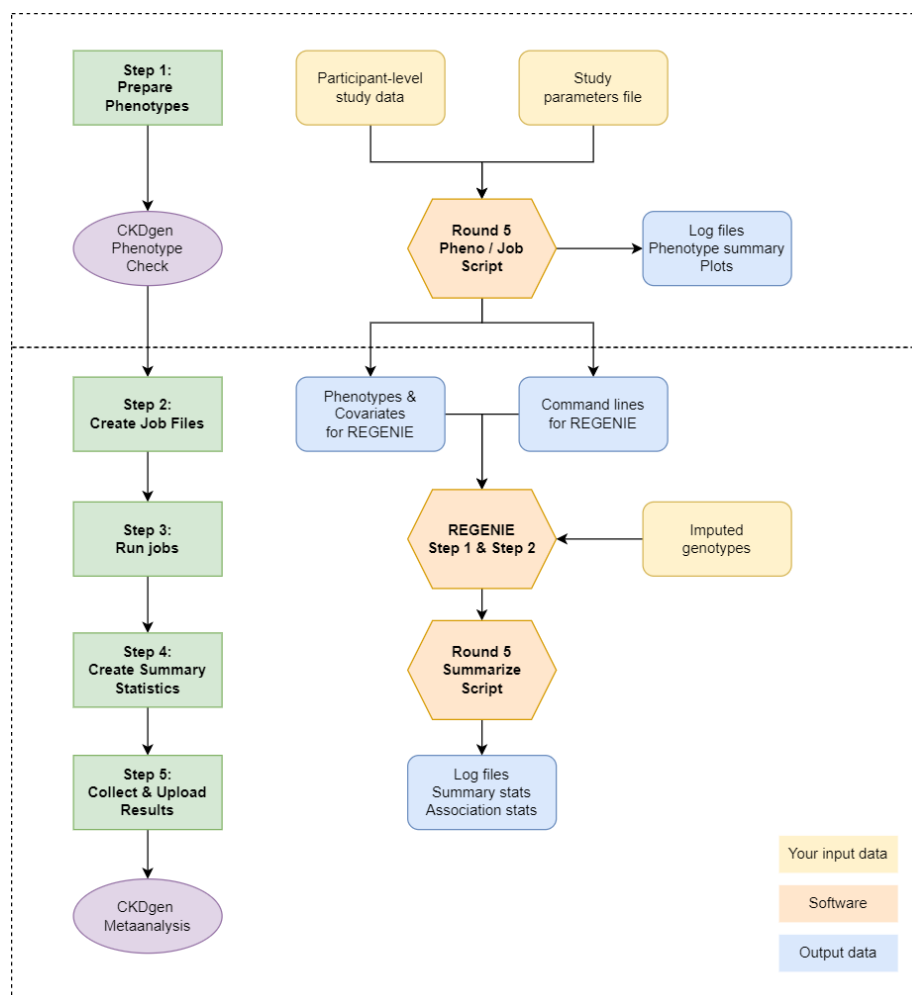 Step 1:
Prepare
Phenotypes
Participant-level
study data
Study
parameters file
CKDgen
Phenotype
Check
Round 5
Pheno / Job
Script
Log files
Phenotype summary
Plots
Step 2:
Create Job Files
Phenotypes &
Covariates
for REGENIE
Command lines
for REGENIE
Step 3:
Run jobs
REGENIE
Step 1 & Step 2
Imputed
genotypes
Step 4:
Create Summary
Statistics
Round 5
Summarize
Script
Step 5:
Collect & Upload
Results
Log files
Summary stats
Association stats
CKDgen
Metaanalysis
Your input data
Software
Output data